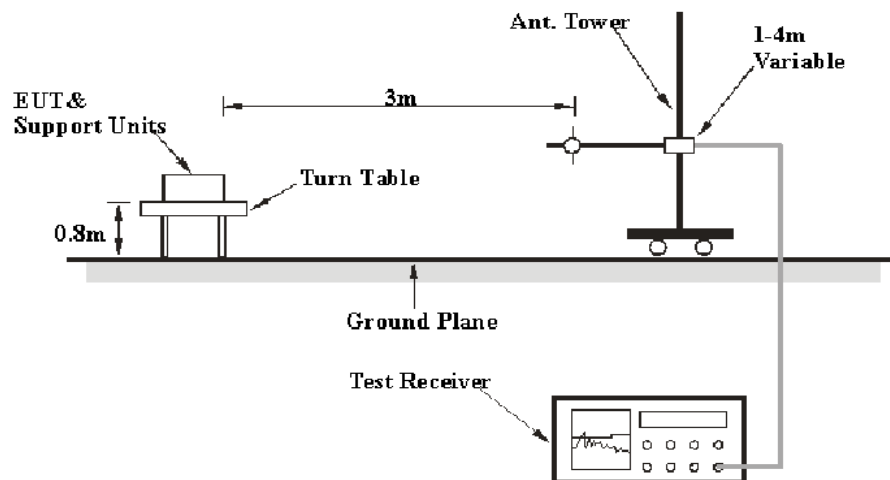 Ant. Tower
1-4m
Variable
3m
EUT &
Support Units
Turn Table
0.8m
Ground Plane
Test Receiver